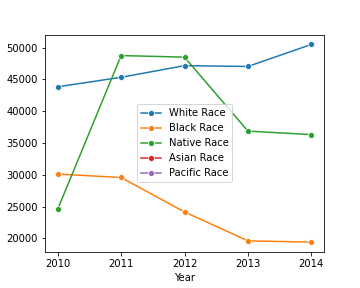 50000
45000
40000
35000
30000
25000
20000
White Race
Black Race
Native Race
Asian Race
Pacific Race
2010 2011 2012 2013 2014
Year